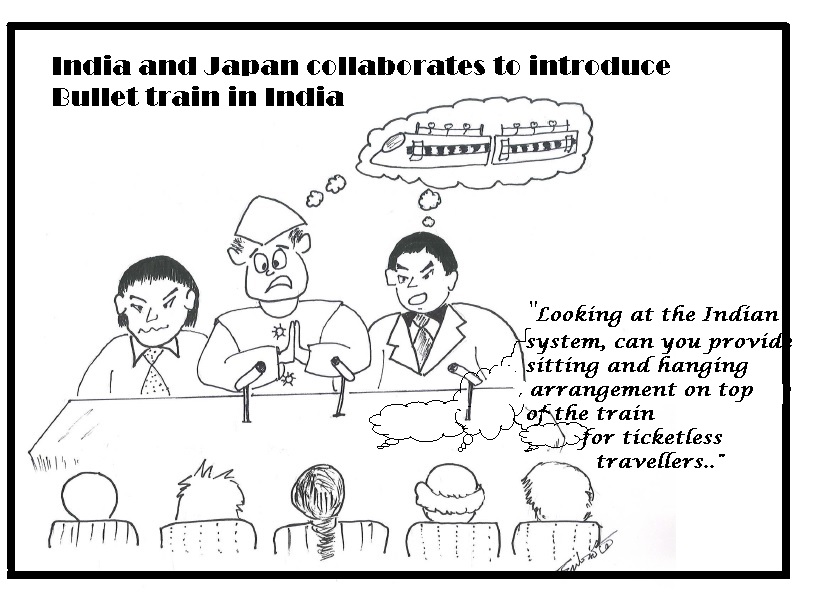 India and Japan collaborates to introduce
Bullet train in India
"Looking at the Indian
system, can you provide
sitting and hanging
arrangement on top
of the train
for ticketless
travellers.."